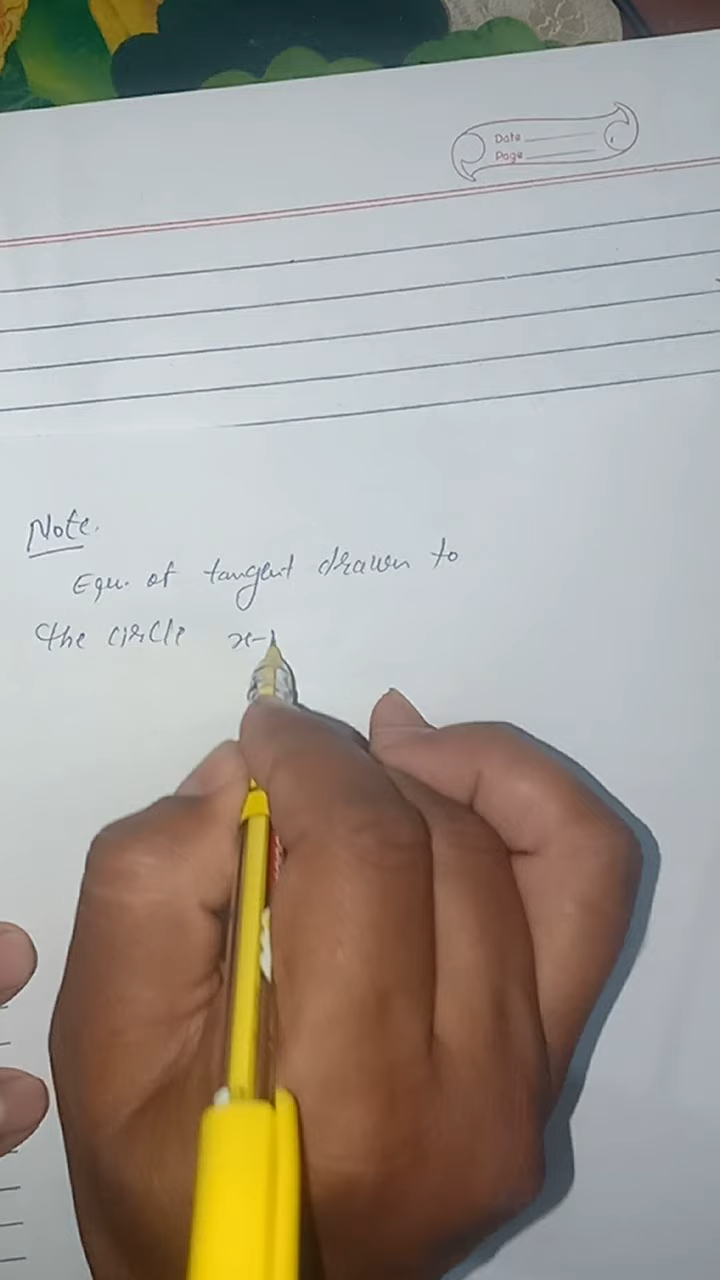 Date
Page
Note.
Equ. of tangent drawn to
the circle x-